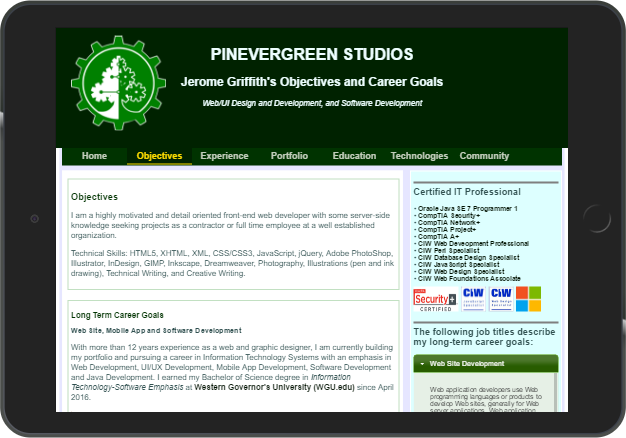 PINEVERGREEN STUDIOS
Jerome Griffith's Objectives and Career Goals
Web/UI Design and Development, and Software Development
Home Objectives Experience Portfolio Education Technologies Community
Objectives
I am a highly motivated and detail oriented front-end web developer with some server-side
knowledge seeking projects as a contractor or full time employee at a well established
organization.
Technical Skills: HTML5, XHTML, XML, CSS/CSS3, JavaScript, jQuery, Adobe PhotoShop,
Illustrator, InDesign, GIMP, Inkscape, Dreamweaver, Photography, Illustrations (pen and ink
drawing), Technical Writing, and Creative Writing.
Long Term Career Goals
Web Site, Mobile App and Software Development
With more than 12 years experience as a web and graphic designer, I am currently building
my portfolio and pursuing a career in Information Technology Systems with an emphasis in
Web Development, UI/UX Development, Mobile App Development, Software Development
and Java Development. I earned my Bachelor of Science degree in Information
Technology-Software Emphasis at Western Governor's University (WGU.edu) since April
2016.
Certified IT Professional
• Oracle Java SE 7 Programmer 1
• CompTIA Security+
• CompTIA Network+
• CompTIA Project+
• CompTIA A+
• CIW Web Deveopment Professional
• CIW Perl Specialist
• CIW Database Design Specialist
• CIW JavaScript Specialist
• CIW Web Design Specialist
• CIW Web Foundations Associate
Security+
CERTIFIED
CIW
CIW
The following job titles describe
my long-term career goals:
Web Site Development
Web application developers use Web
programming languages or products to
develop Web sites, generally for Web
server applications. Web application